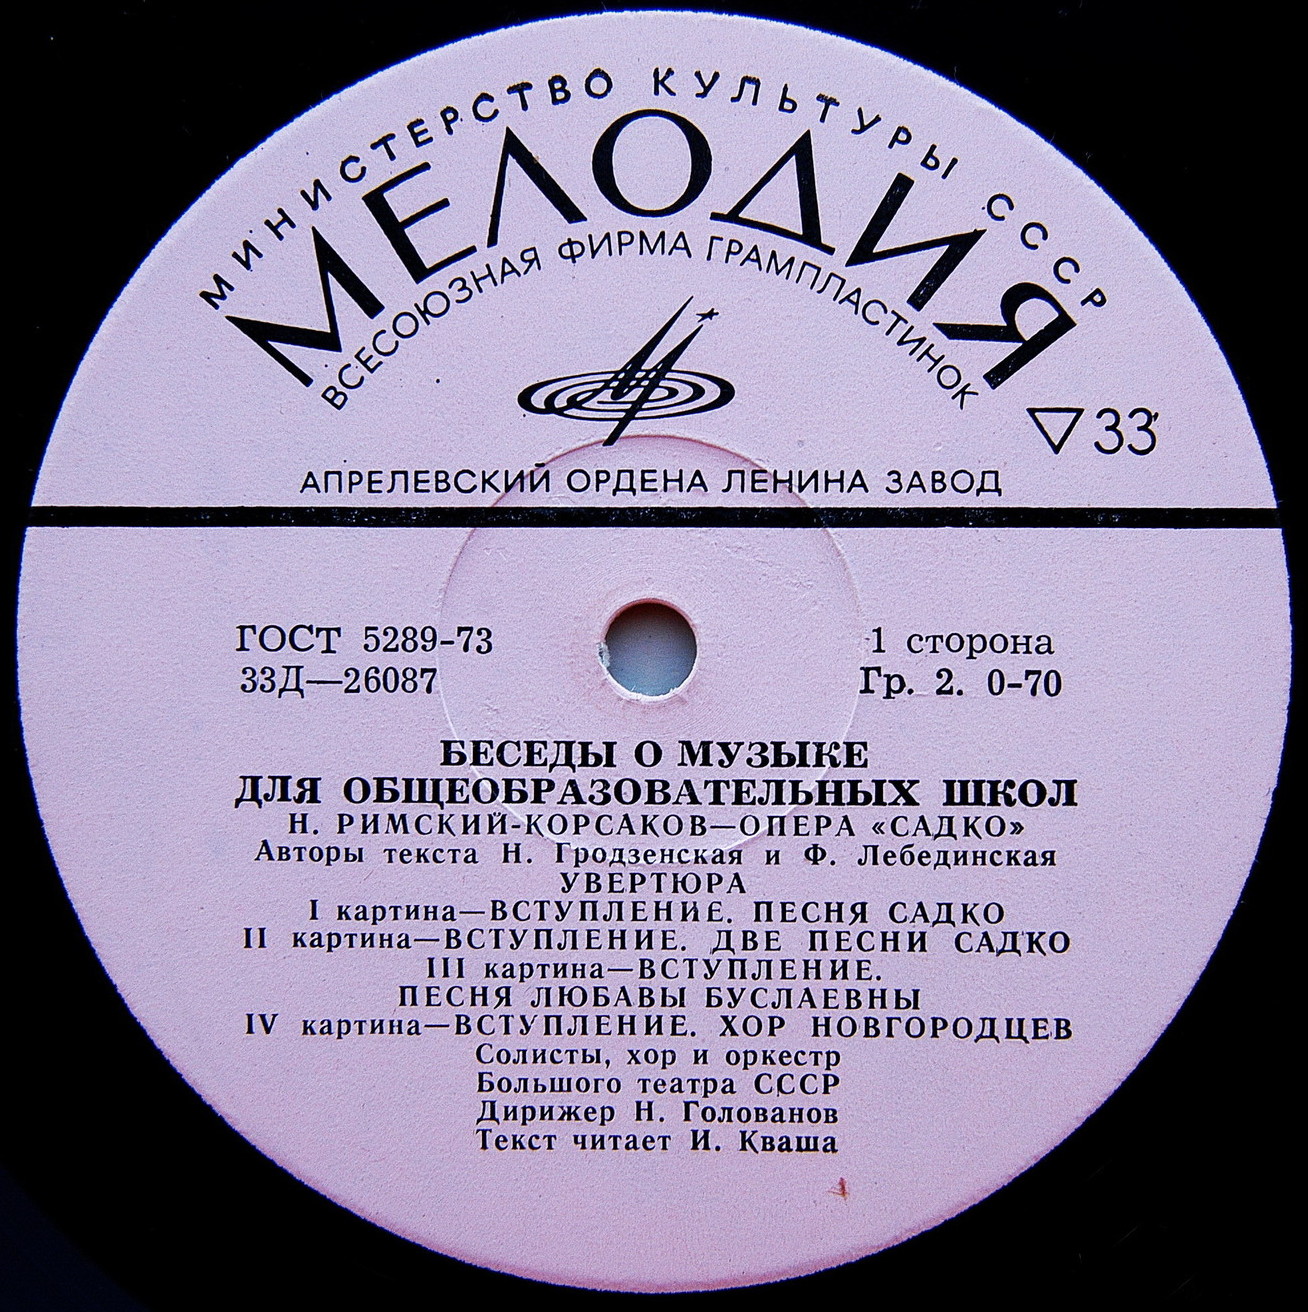 МИНИСТЕРСТВО КУЛЬТУРЫ СССР
МЕЛОДИЯ
ВСЕСОЮЗНАЯ ФИРМА ГРАМПЛАСТИНОК
33
АПРЕЛЕВСКИЙ ОРДЕНА ЛЕНИНА ЗАВОД
ГОСТ 5289-73
33Д—26087
1 сторона
Гр. 2. 0-70
БЕСЕДЫ О МУЗЫКЕ
ДЛЯ ОБЩЕОБРАЗОВАТЕЛЬНЫХ ШКОЛ
Н. РИМСКИЙ-КОРСАКОВ—ОПЕРА «САДКО»
Авторы текста Н. Гродзенская и Ф. Лебединская
УВЕРТЮРА
I картина—ВСТУПЛЕНИЕ. ПЕСНЯ САДКО
II картина—ВСТУПЛЕНИЕ. ДВЕ ПЕСНИ САДКО
III картина—ВСТУПЛЕНИЕ.
ПЕСНЯ ЛЮБАВЫ БУСЛАЕВНЫ
IV картина—ВСТУПЛЕНИЕ. ХОР НОВГОРОДЦЕВ
Солисты, хор и оркестр
Большого театра СССР
Дирижер Н. Голованов
Текст читает И. Кваша